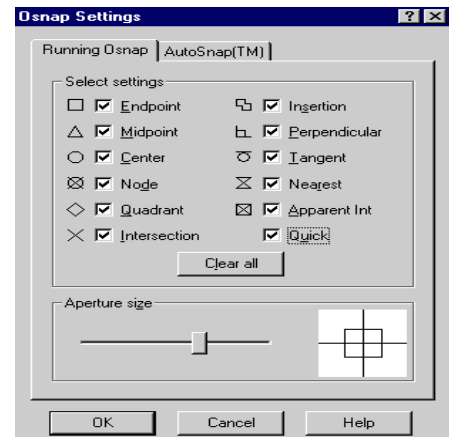 Osnap Settings
Running Osnap AutoSnap(TM)
Select settings
Endpoint Insertion
Midpoint Perpendicular
Center Tangent
Node Nearest
Quadrant Apparent Int
Intersection Quick
Clear all
Aperture size
OK Cancel Help